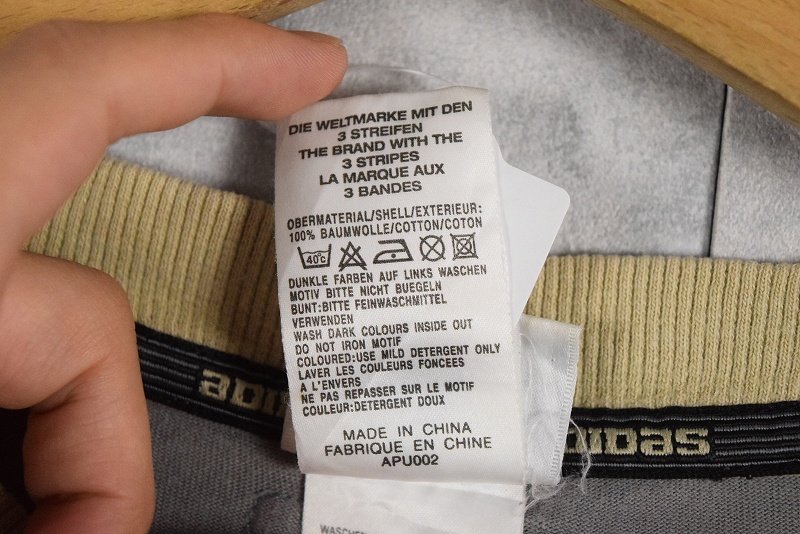 DIE WELTMARKE MIT DEN
3 STREIFEN
THE BRAND WITH THE
3 STRIPES
LA MARQUE AUX
3 BANDES
OBERMATERIAL/SHELL/EXTERIEUR:
100% BAUMWOLLE/COTTON/COTON
40°C
DUNKLE FARBEN AUF LINKS WASCHEN
MOTIV BITTE NICHT BUEGELN
BUNT:BITTE FEINWASCHMITTEL
VERWENDEN
WASH DARK COLOURS INSIDE OUT
DO NOT IRON MOTIF
COLOURED:USE MILD DETERGENT ONLY
LAVER LES COULEURS FONCEES
A L'ENVERS
NE PAS REPASSER SUR LE MOTIF
COULEUR:DETERGENT DOUX
MADE IN CHINA
FABRIQUE EN CHINE
APU002
adidas